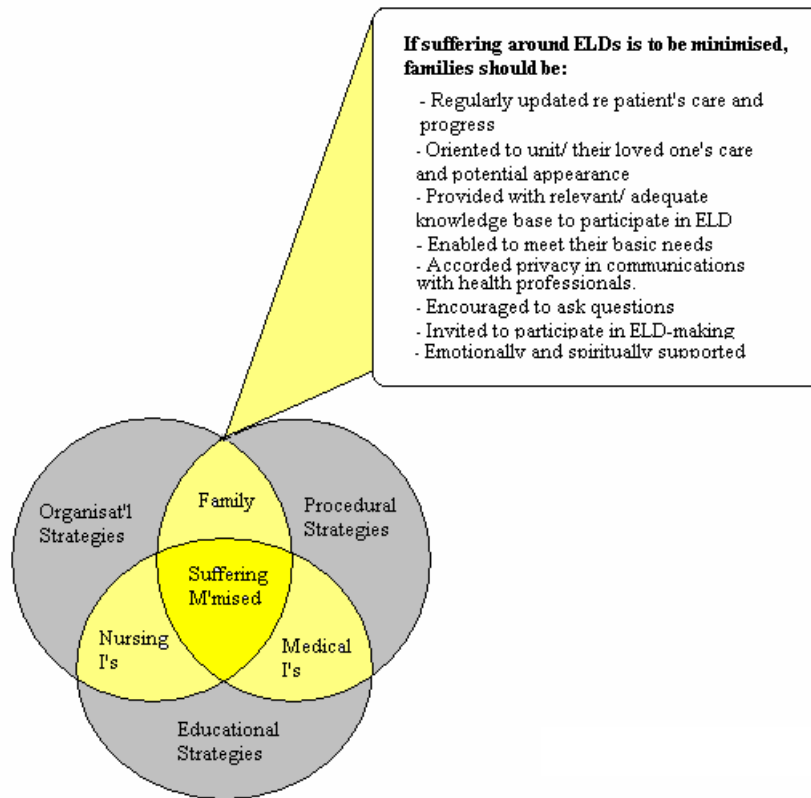 If suffering around ELDs is to be minimised,
families should be:
- Regularly updated re patient's care and
progress
- Oriented to unit/ their loved one's care
and potential appearance
- Provided with relevant/ adequate
knowledge base to participate in ELD
- Enabled to meet their basic needs
- Accorded privacy in communications
with health professionals.
- Encouraged to ask questions
- Invited to participate in ELD-making
- Emotionally and spiritually supported
Family
Organisat'l
Strategies
Procedural
Strategies
Suffering
M'mised
Nursing
I's
Medical
I's
Educational
Strategies